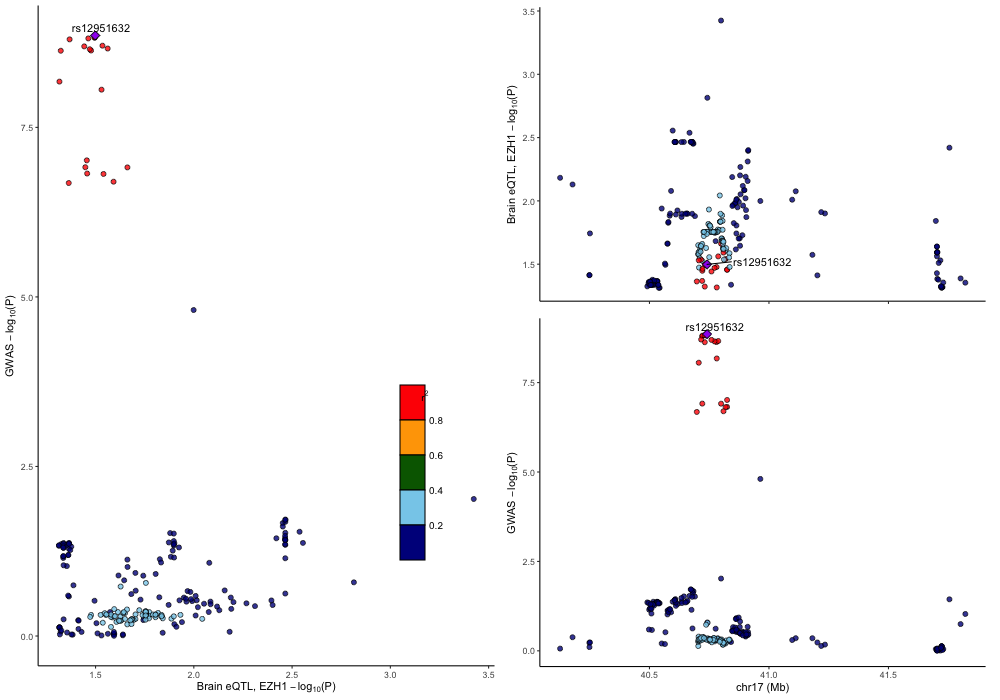 rs12951632
GWAS − log10(P)
7.5
5.0
2.5
0.0
r2
0.8
0.6
0.4
0.2
1.5
2.0
2.5
3.0
3.5
Brain eQTL, EZH1 − log10(P)
Brain eQTL, EZH1 − log10(P)
3.5
3.0
2.5
2.0
1.5
rs12951632
rs12951632
GWAS − log10(P)
7.5
5.0
2.5
0.0
40.5
41.0
41.5
chr17 (Mb)